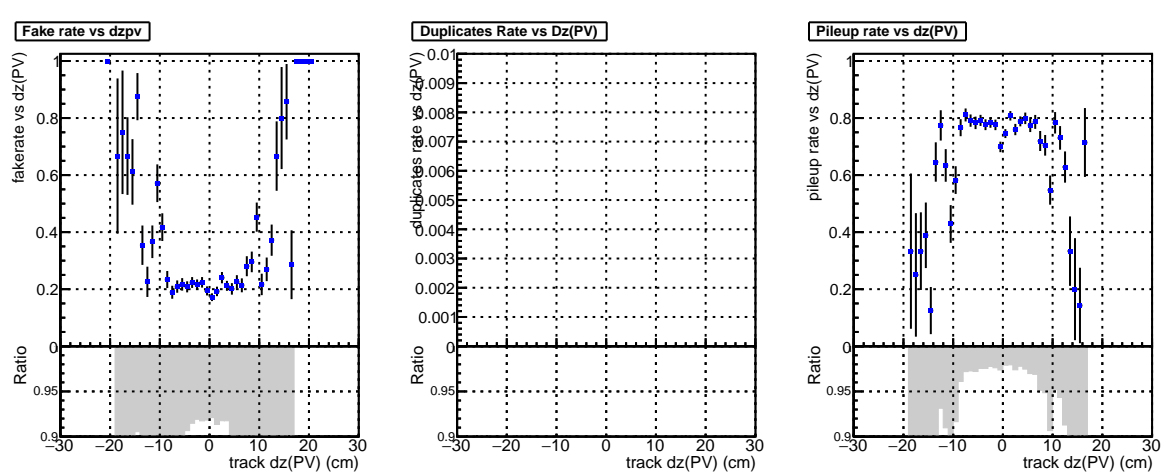 Fake rate vs dzpv
fakerate vs dz(PV)
1
0.8
0.6
0.4
0.2
0
Ratio
0.95
0.9
−30 −20 −10 0 10 20 30
track dz(PV) (cm)
Duplicates Rate vs Dz(PV)
duplicates rate vs dz(PV)
0.01
0.009
0.008
0.007
0.006
0.005
0.004
0.003
0.002
0.001
0
Ratio
0.95
0.9
−30 −20 −10 0 10 20 30
track dz(PV) (cm)
Pileup rate vs dz(PV)
pileup rate vs dz(PV)
1
0.8
0.6
0.4
0.2
0
Ratio
0.95
0.9
−30 −20 −10 0 10 20 30
track dz(PV) (cm)